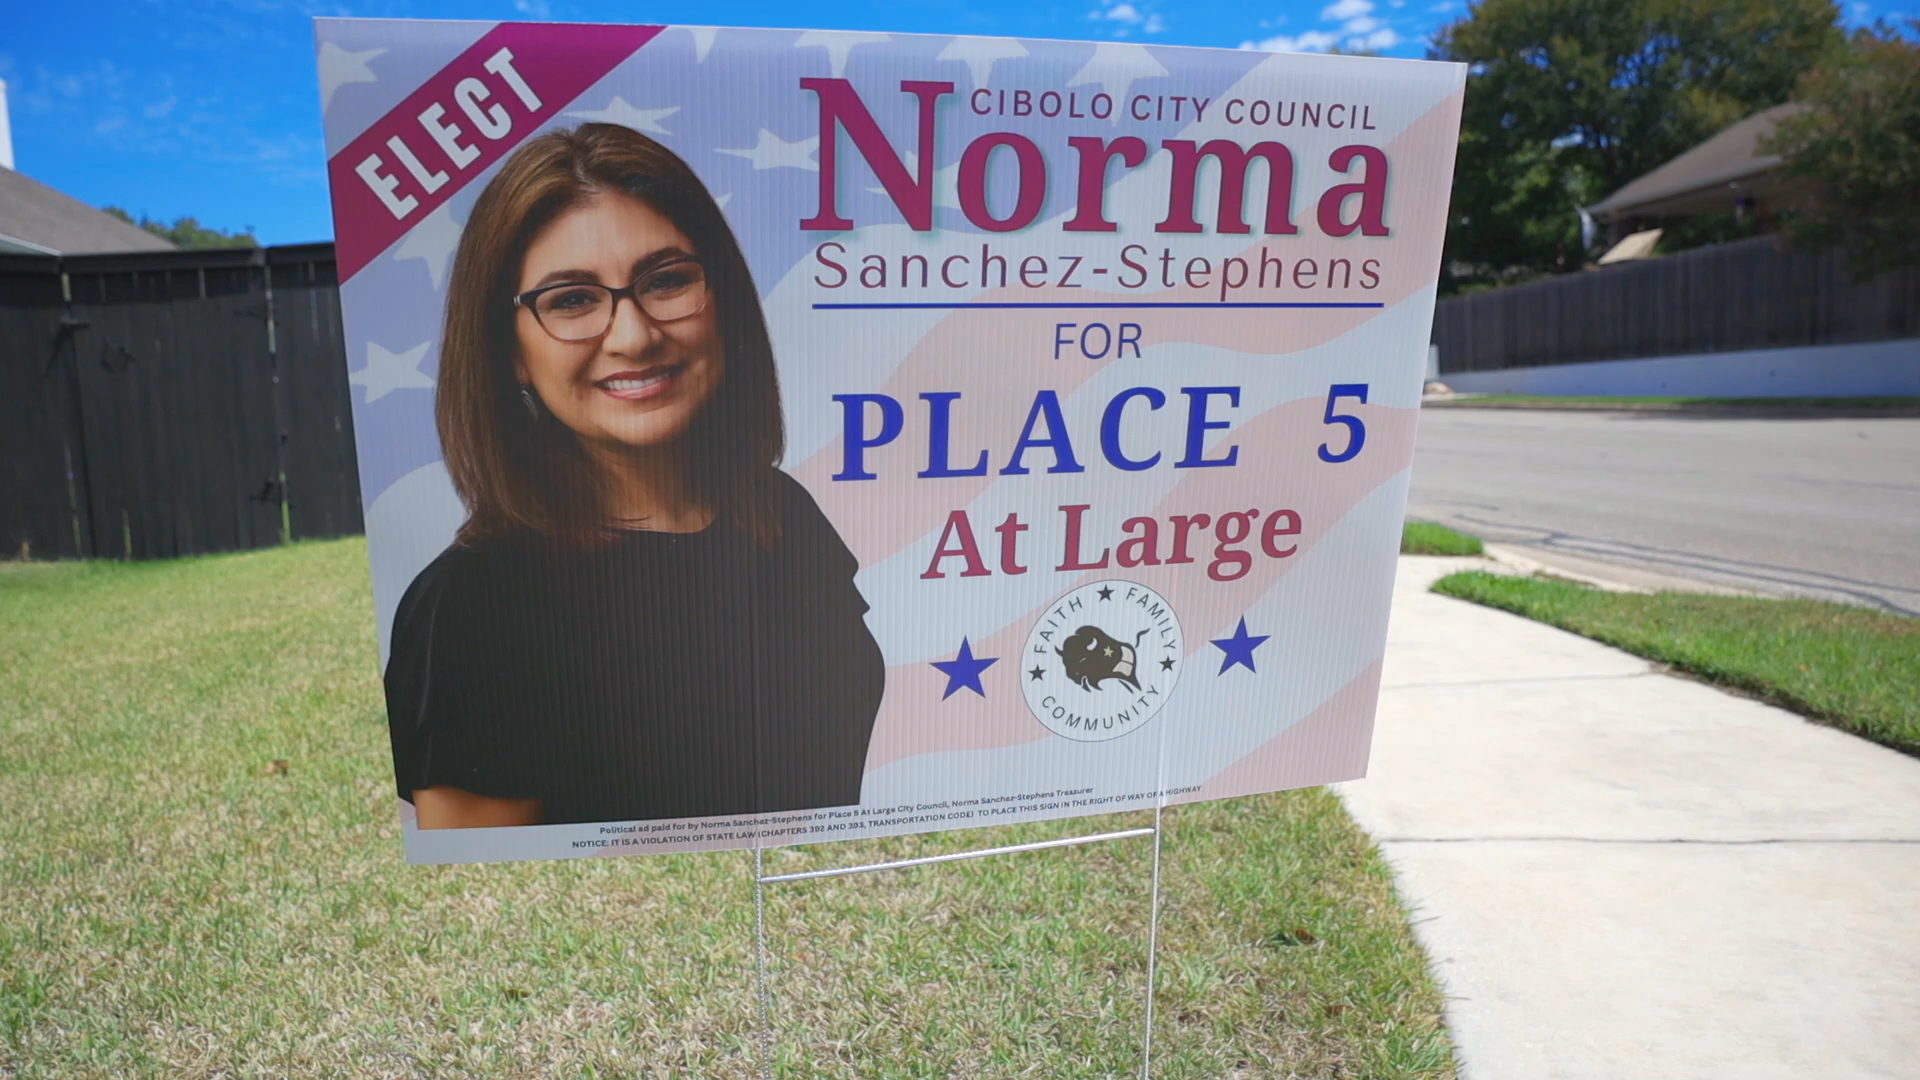 ELECT
CIBOLO CITY COUNCIL
Norma
Sanchez-Stephens
FOR
PLACE 5
At Large
FAITH ★ FAMILY ★ COMMUNITY ★
Political ad paid for by Norma Sanchez-Stephens for Place 5 At Large City Council, Norma Sanchez-Stephens Treasurer
NOTICE: IT IS A VIOLATION OF STATE LAW (CHAPTERS 392 AND 393, TRANSPORTATION CODE) TO PLACE THIS SIGN IN THE RIGHT OF WAY OF A HIGHWAY